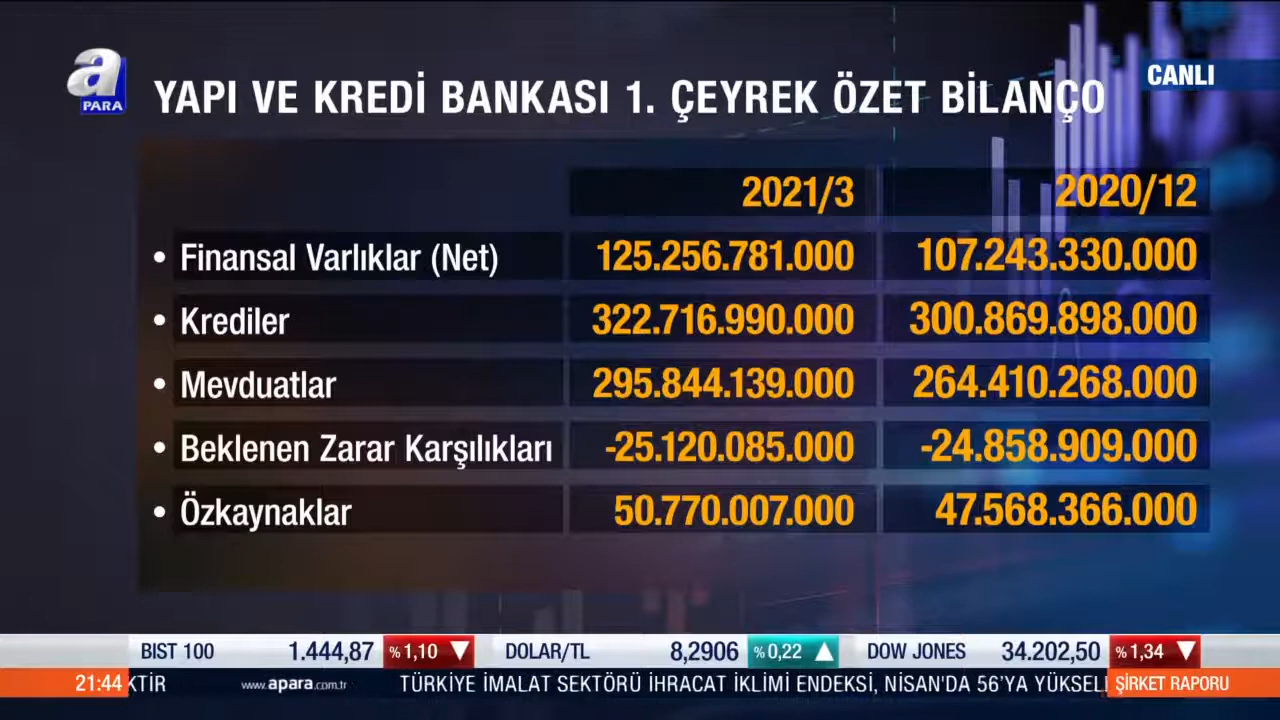 a
PARA
YAPI VE KREDİ BANKASI 1. ÇEYREK ÖZET BİLANÇO
CANLI
2021/3 2020/12
• Finansal Varlıklar (Net) 125.256.781.000 107.243.330.000
• Krediler 322.716.990.000 300.869.898.000
• Mevduatlar 295.844.139.000 264.410.268.000
• Beklenen Zarar Karşılıkları -25.120.085.000 -24.858.909.000
• Özkaynaklar 50.770.007.000 47.568.366.000
BIST 100 1.444,87 %1,10 ▼ DOLAR/TL 8,2906 %0,22 ▲ DOW JONES 34.202,50 %1,34 ▼
21:44 KTİR www.apara.com.tr TÜRKİYE İMALAT SEKTÖRÜ İHRACAT İKLİMİ ENDEKSİ, NİSAN'DA 56'YA YÜKSEL ŞİRKET RAPORU